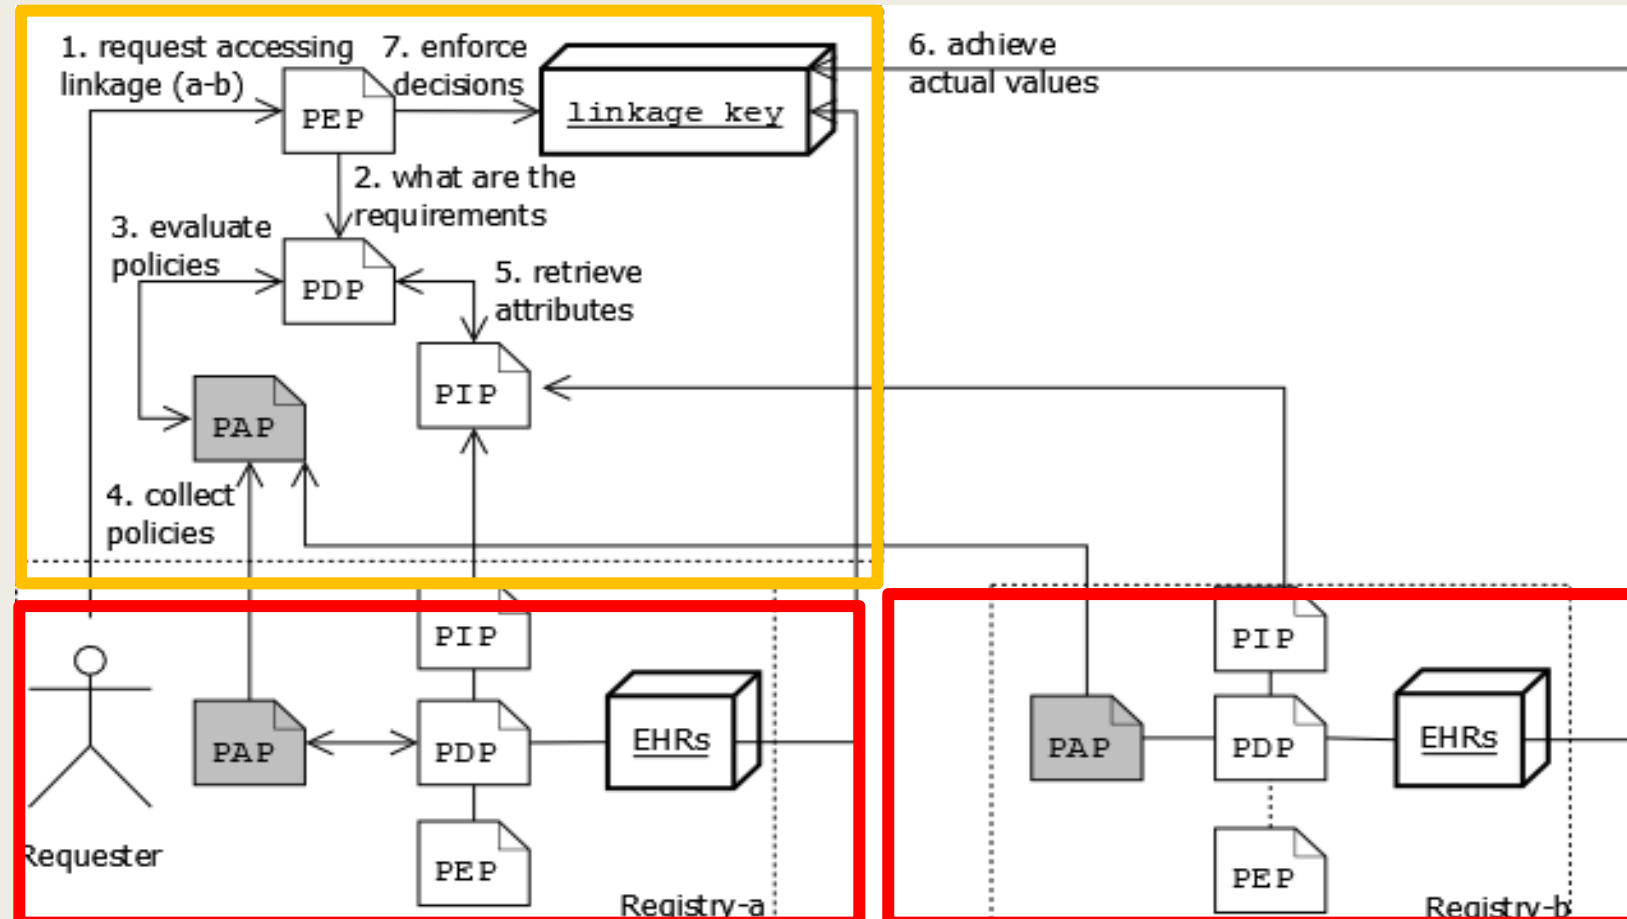 1. request accessing
linkage (a-b)
7. enforce
decisions
6. achieve
actual values
PEP
linkage key
2. what are the
requirements
3. evaluate
policies
PDP
5. retrieve
attributes
PIP
PAP
4. collect
policies
PIP
PIP
PAP
PDP
EHRs
PAP
PDP
EHRs
Requester
PEP
PEP
Registry-a
Registry-b